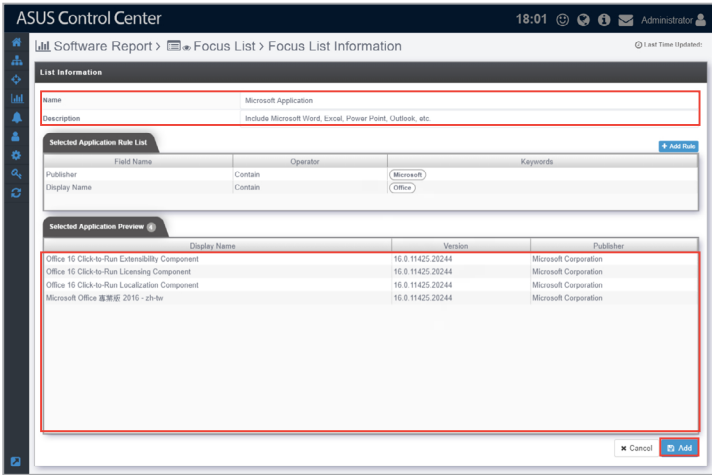 ASUS Control Center 18:01 Administrator
Software Report > Focus List > Focus List Information Last Time Updated:
List Information
Name Microsoft Application
Description Include Microsoft Word, Excel, Power Point, Outlook, etc.
Selected Application Rule List + Add Rule
Field Name Operator Keywords
Publisher Contain Microsoft
Display Name Contain Office
Selected Application Preview 4
Display Name Version Publisher
Office 16 Click-to-Run Extensibility Component 16.0.11425.20244 Microsoft Corporation
Office 16 Click-to-Run Licensing Component 16.0.11425.20244 Microsoft Corporation
Office 16 Click-to-Run Localization Component 16.0.11425.20244 Microsoft Corporation
Microsoft Office 專業版 2016 - zh-tw 16.0.11425.20244 Microsoft Corporation
Cancel Add